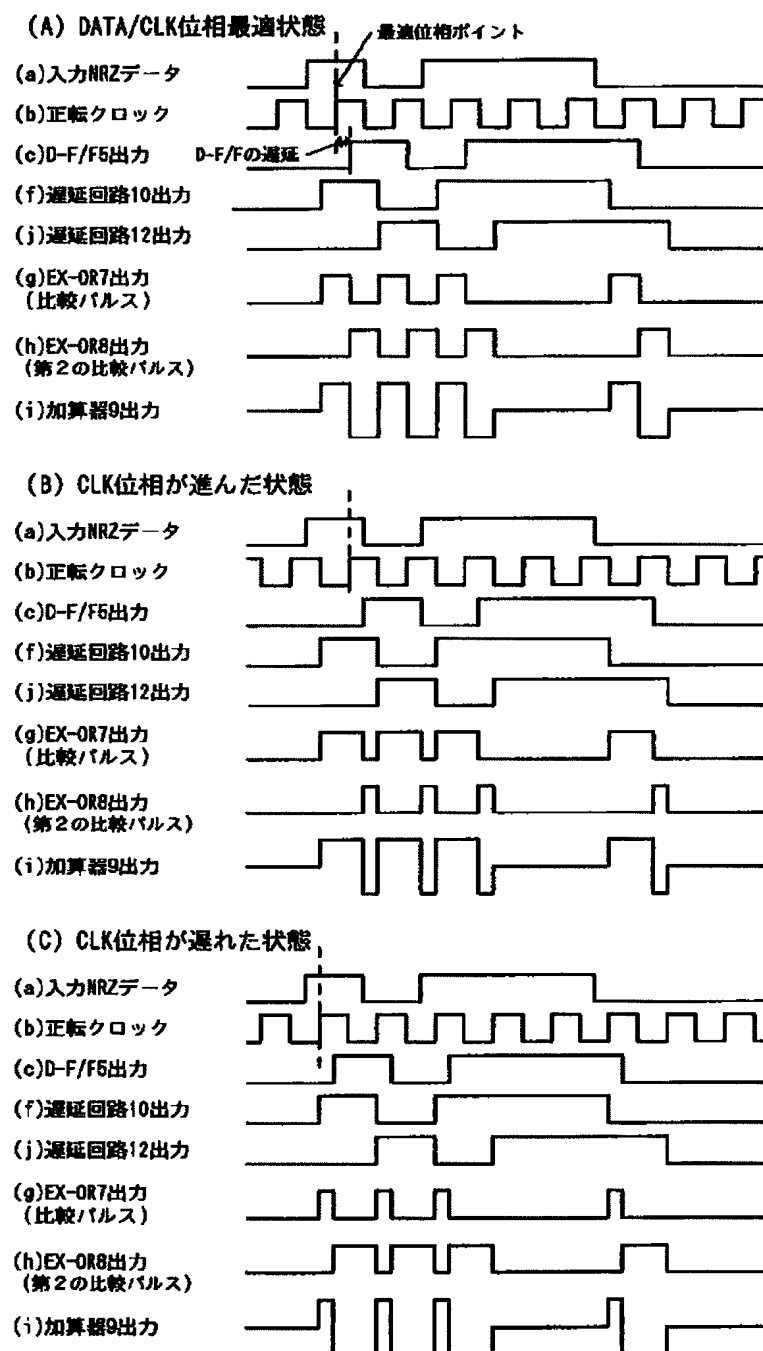 (A) DATA/CLK位相最適状態
最適位相ポイント
(a)入力NRZデータ
(b)正転クロック
(c)D-F/F5出力
D-F/Fの遅延
(f)遅延回路10出力
(j)遅延回路12出力
(g)EX-OR7出力
(比較パルス)
(h)EX-OR8出力
(第2の比較パルス)
(i)加算器9出力
(B) CLK位相が進んだ状態
(a)入力NRZデータ
(b)正転クロック
(c)D-F/F5出力
(f)遅延回路10出力
(j)遅延回路12出力
(g)EX-OR7出力
(比較パルス)
(h)EX-OR8出力
(第2の比較パルス)
(i)加算器9出力
(C) CLK位相が遅れた状態
(a)入力NRZデータ
(b)正転クロック
(c)D-F/F5出力
(f)遅延回路10出力
(j)遅延回路12出力
(g)EX-OR7出力
(比較パルス)
(h)EX-OR8出力
(第2の比較パルス)
(i)加算器9出力